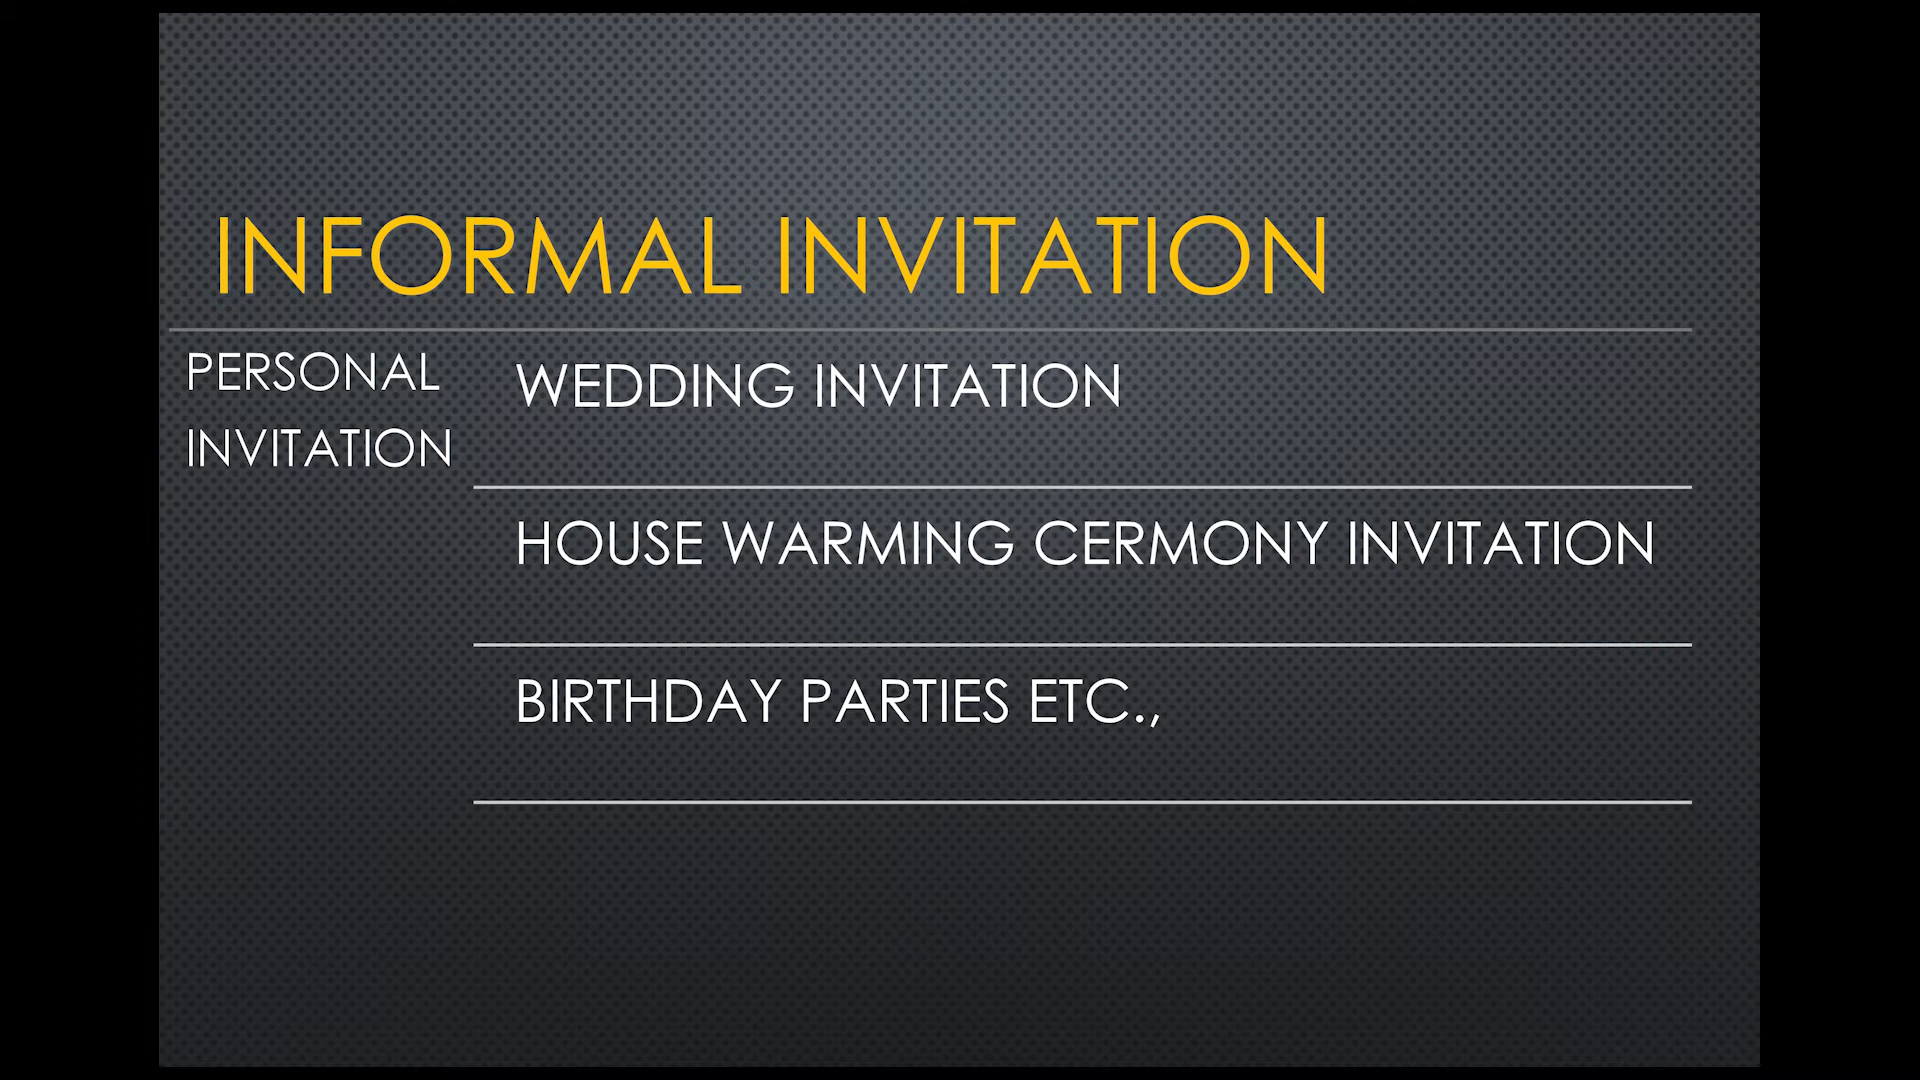 INFORMAL INVITATION
PERSONAL
INVITATION
WEDDING INVITATION
HOUSE WARMING CERMONY INVITATION
BIRTHDAY PARTIES ETC.,